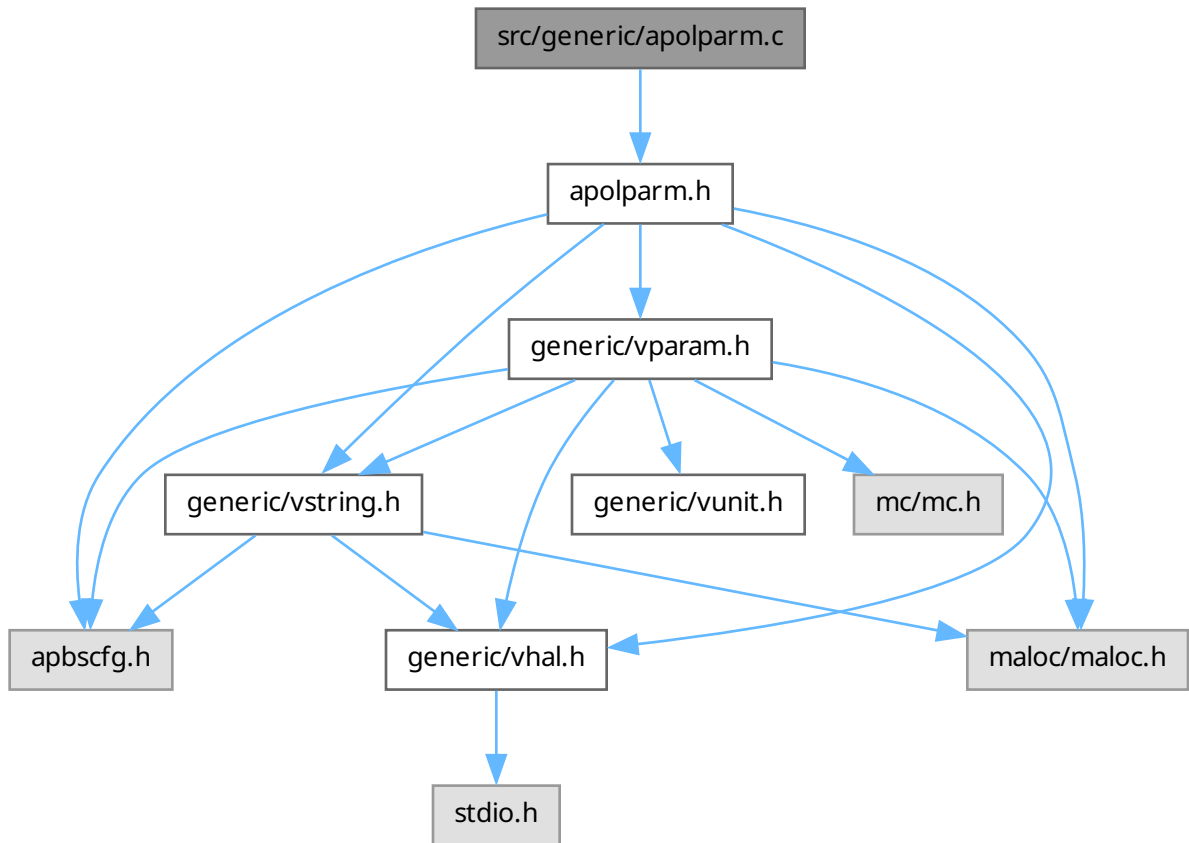 src/generic/apolparm.c
apolparm.h
generic/vparam.h
generic/vstring.h
generic/vunit.h
mc/mc.h
apbscfg.h
generic/vhal.h
maloc/maloc.h
stdio.h